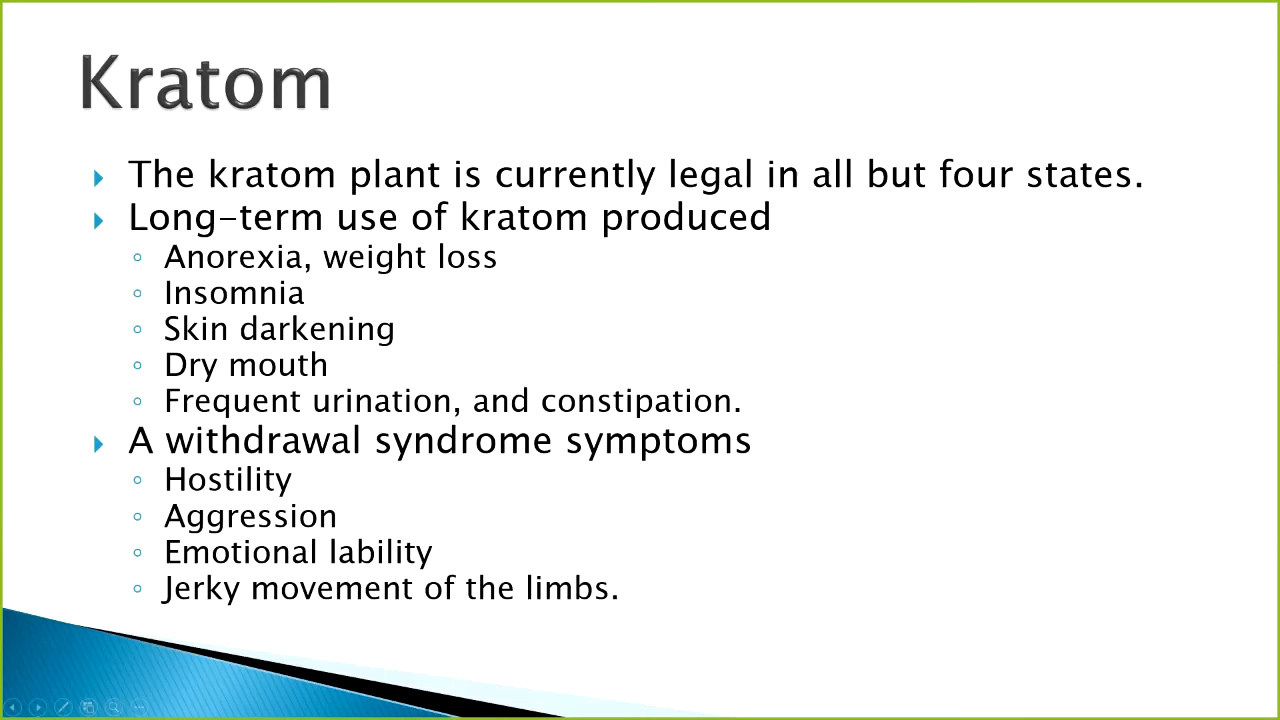 Kratom
The kratom plant is currently legal in all but four states.
Long-term use of kratom produced
Anorexia, weight loss
Insomnia
Skin darkening
Dry mouth
Frequent urination, and constipation.
A withdrawal syndrome symptoms
Hostility
Aggression
Emotional lability
Jerky movement of the limbs.